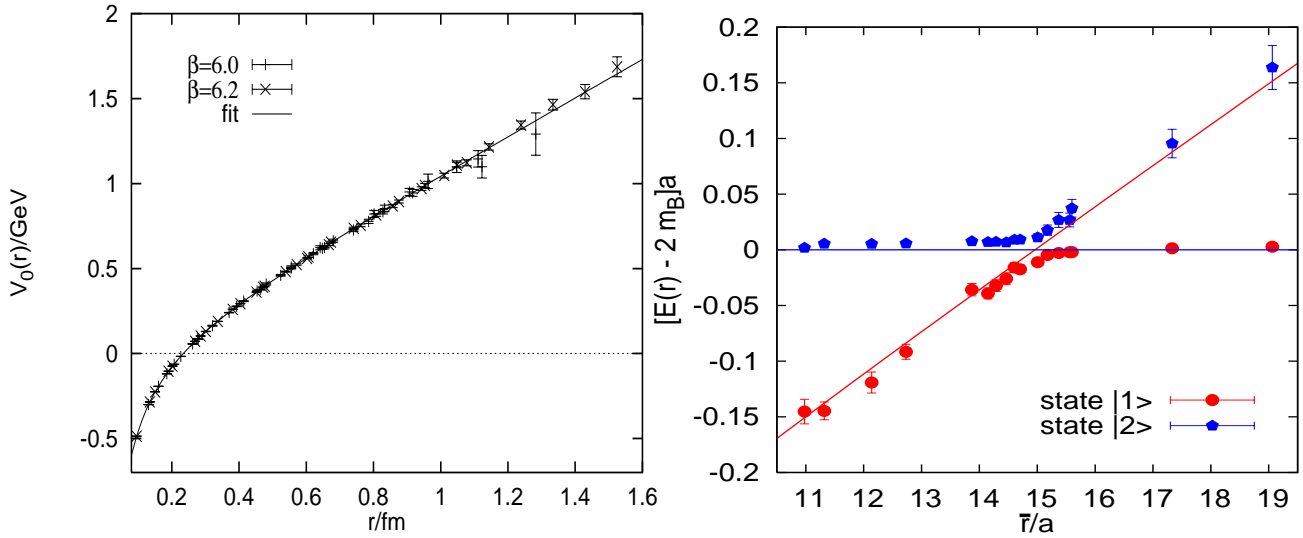 V₀(r)/GeV
2
1.5
1
0.5
0
-0.5
β=6.0
β=6.2
fit
0.2 0.4 0.6 0.8 1 1.2 1.4 1.6
r/fm
[E(r) - 2 m_B]a
0.2
0.15
0.1
0.05
0
-0.05
-0.1
-0.15
-0.2
state |1>
state |2>
11 12 13 14 15 16 17 18 19
r̅/a